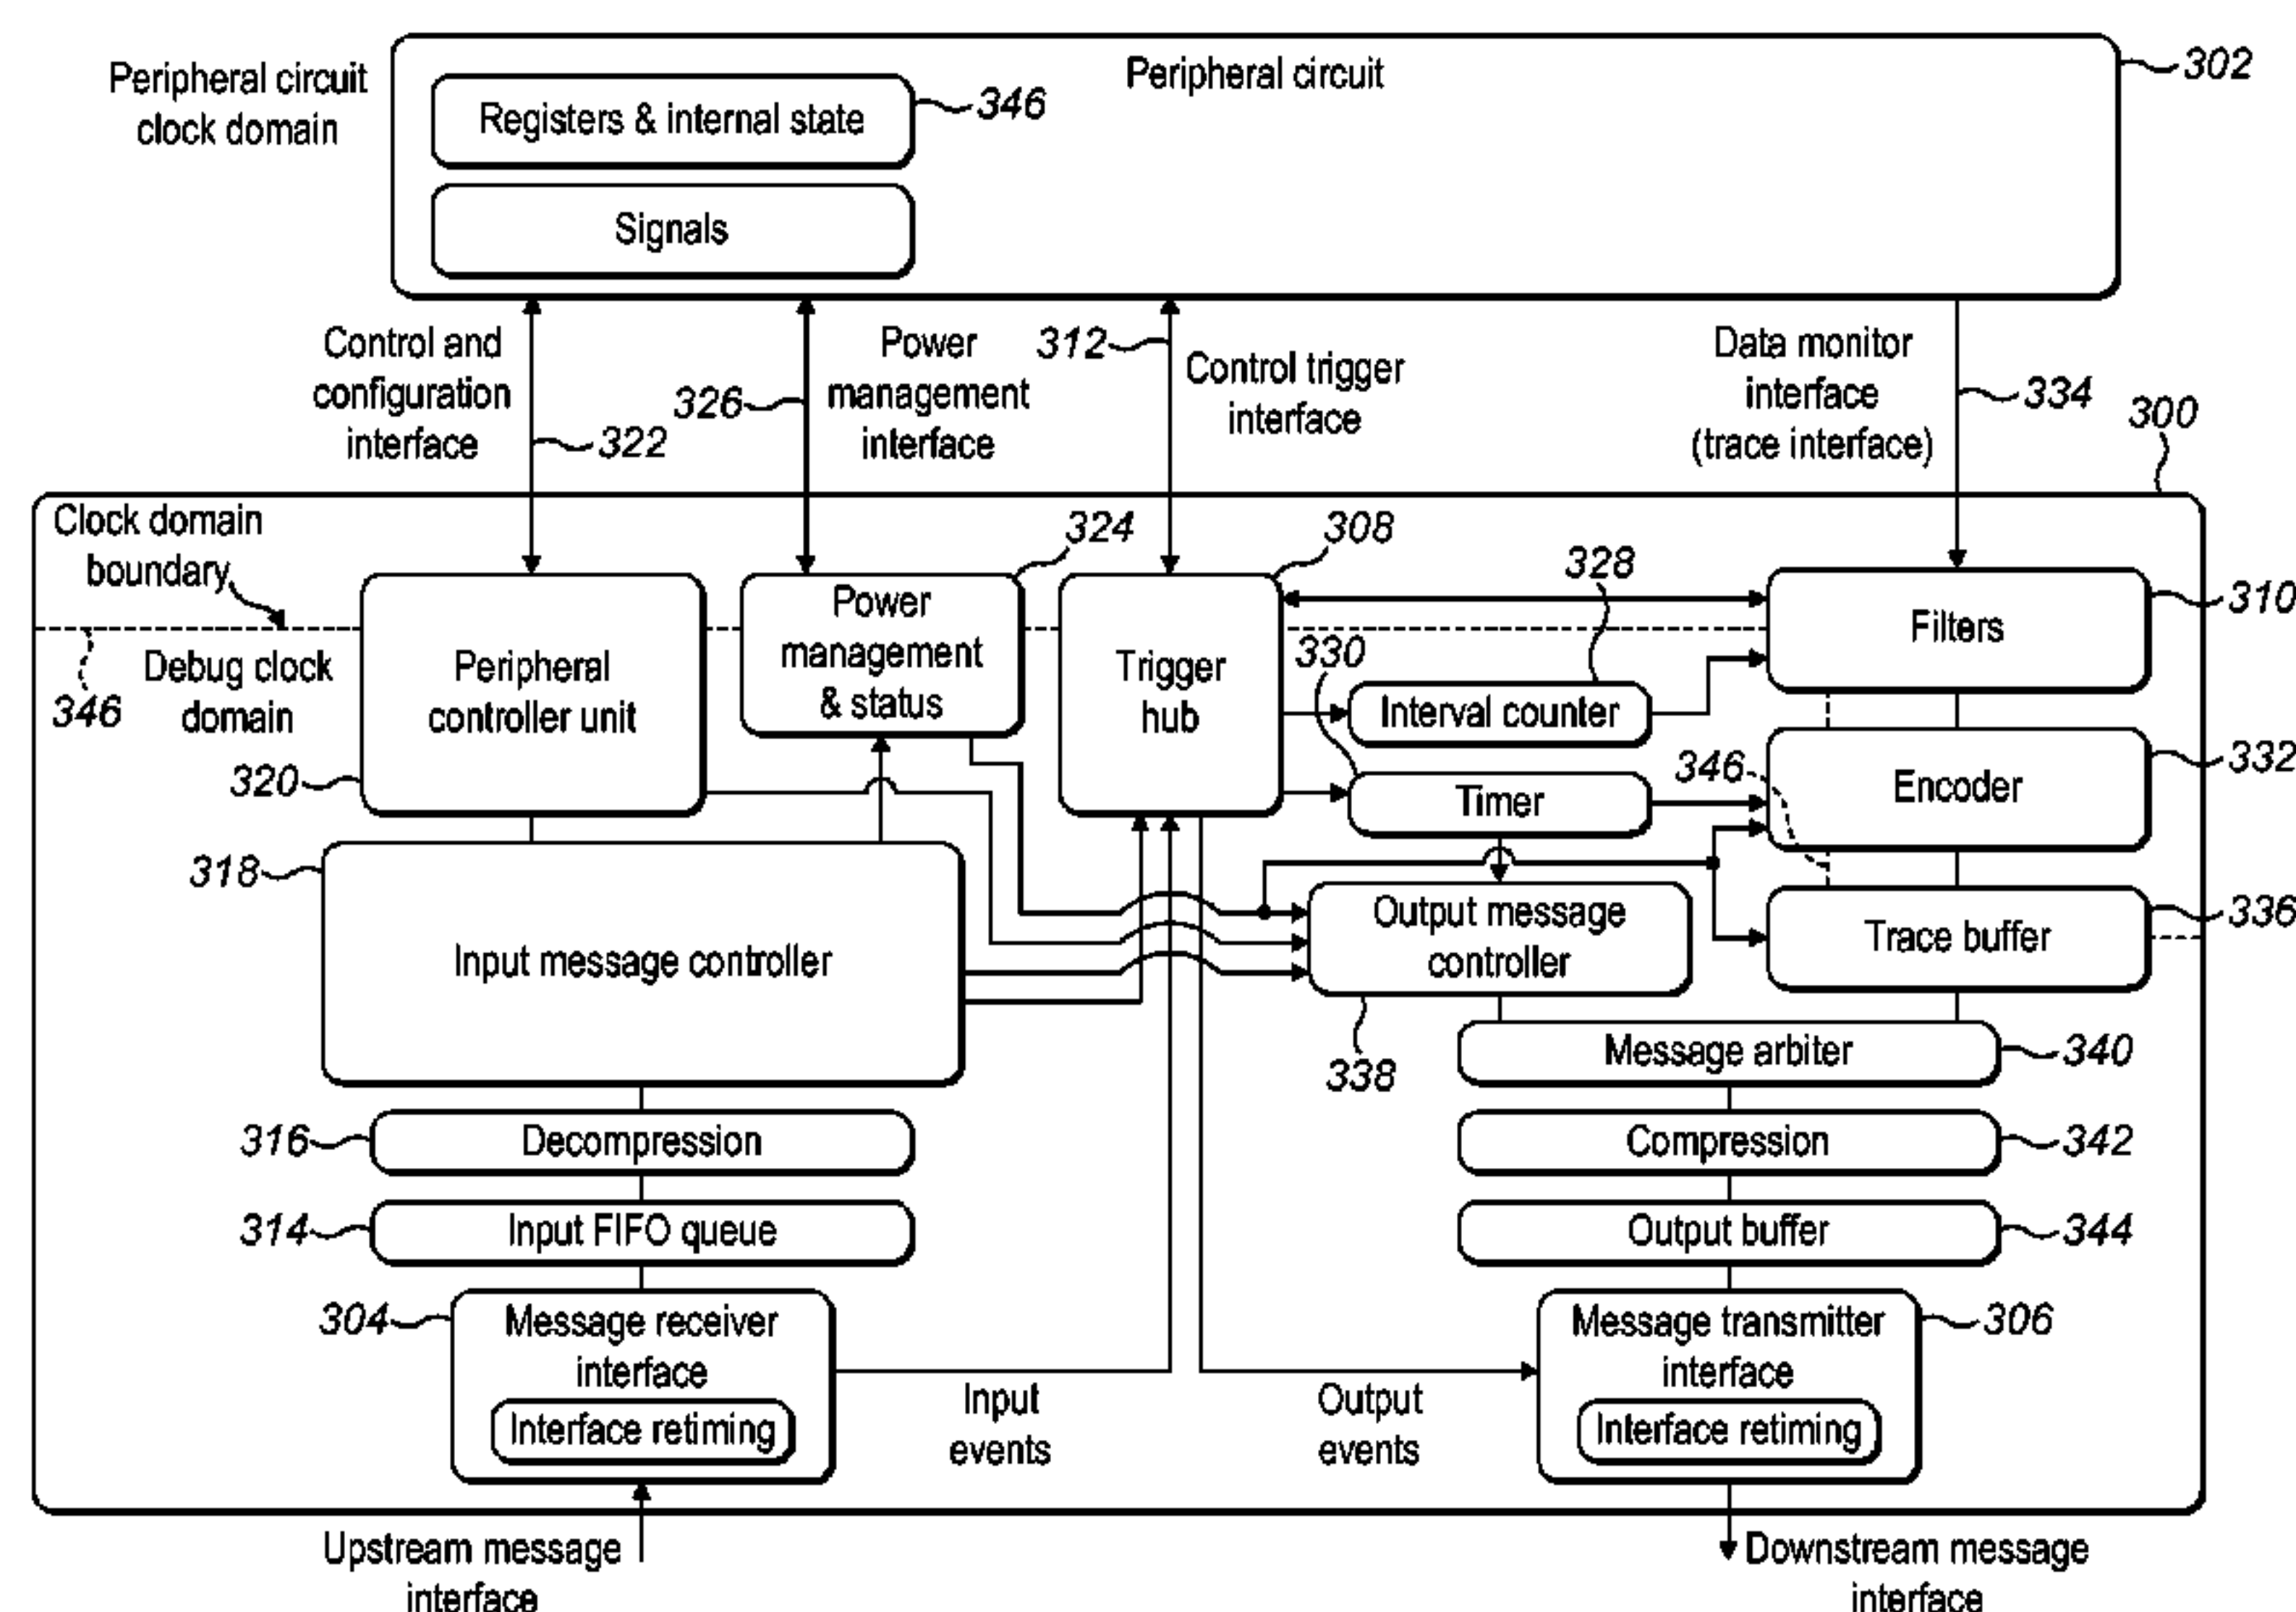 Peripheral circuit
clock domain
Peripheral circuit
302
Registers & internal state
346
Signals
Control and
configuration
interface
322
326
Power
management
interface
312
Control trigger
interface
Data monitor
interface
(trace interface)
334
300
Clock domain
boundary
346
Debug clock
domain
Peripheral
controller unit
320
Power
management
& status
324
Trigger
hub
308
328
330
Interval counter
Timer
Filters
310
346
Encoder
332
Trace buffer
336
318
Input message controller
Output message
controller
338
Message arbiter
340
316
Decompression
Compression
342
314
Input FIFO queue
Output buffer
344
304
Message receiver
interface
Interface retiming
Input
events
Output
events
Message transmitter
interface
Interface retiming
306
Upstream message
interface
Downstream message
interface